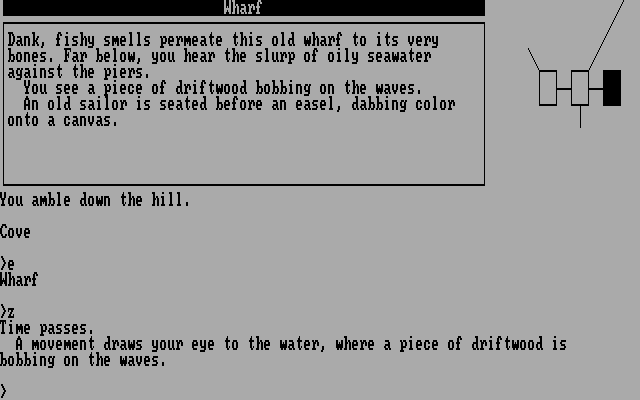 Wharf
Dank, fishy smells permeate this old wharf to its very
bones. Far below, you hear the slurp of oily seawater
against the piers.
You see a piece of driftwood bobbing on the waves.
An old sailor is seated before an easel, dabbing color
onto a canvas.
You amble down the hill.
Cove
>e
Wharf
>z
Time passes.
A movement draws your eye to the water, where a piece of driftwood is
bobbing on the waves.
>